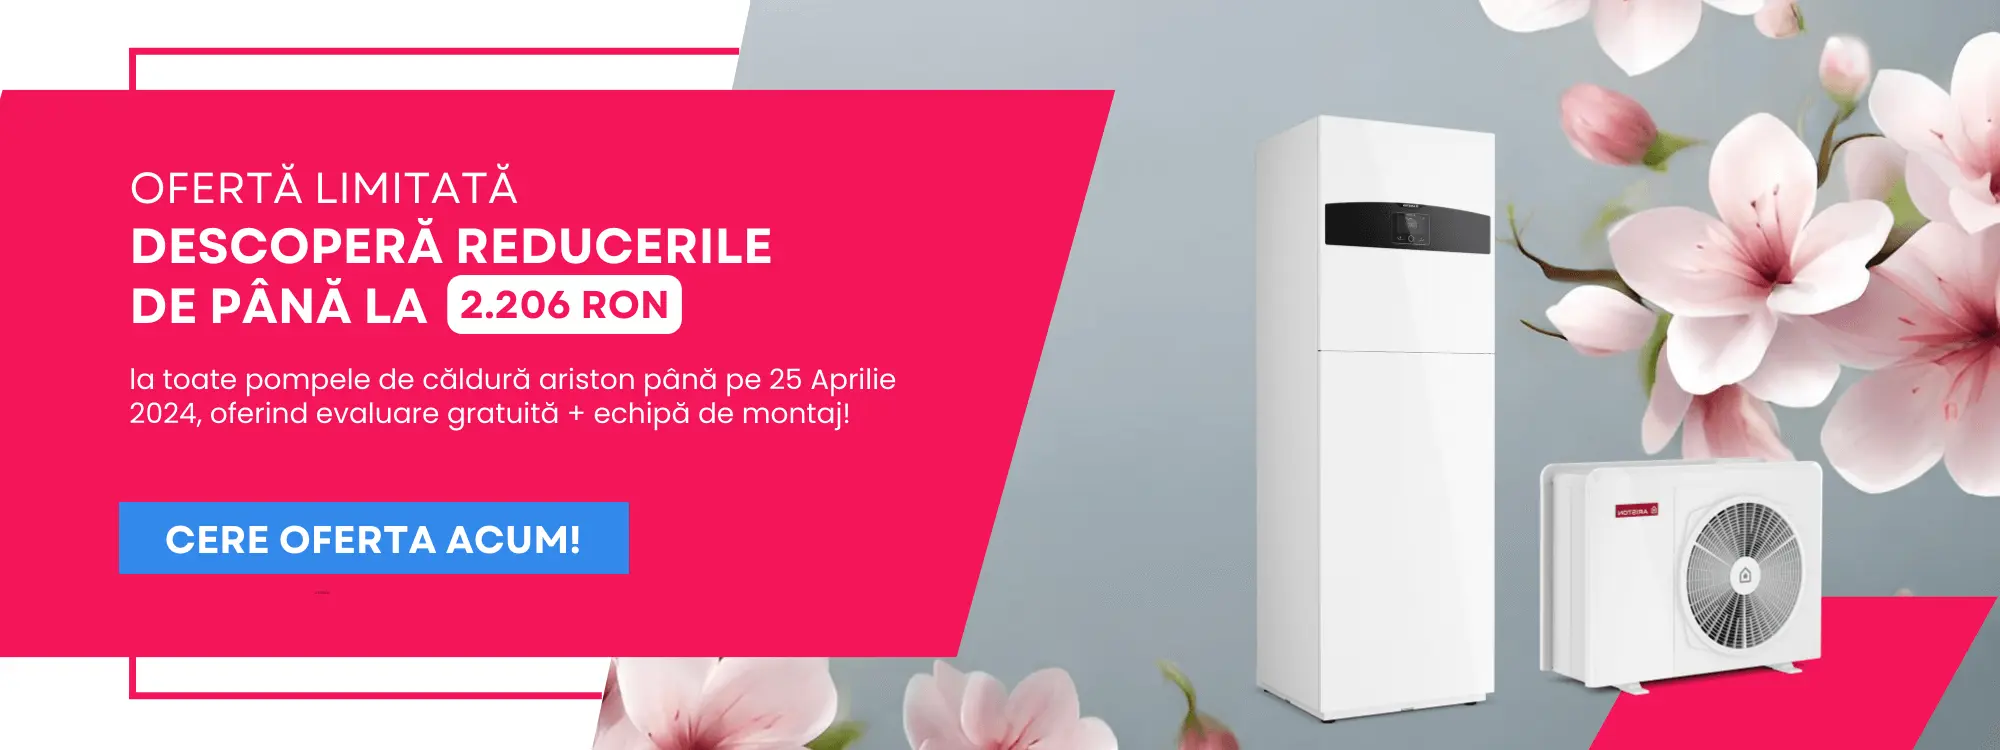 OFERTĂ LIMITATĂ
DESCOPERĂ REDUCERILE
DE PÂNĂ LA 2.206 RON
la toate pompele de căldură ariston până pe 25 Aprilie
2024, oferind evaluare gratuită + echipă de montaj!
CERE OFERTA ACUM!
ARISTON